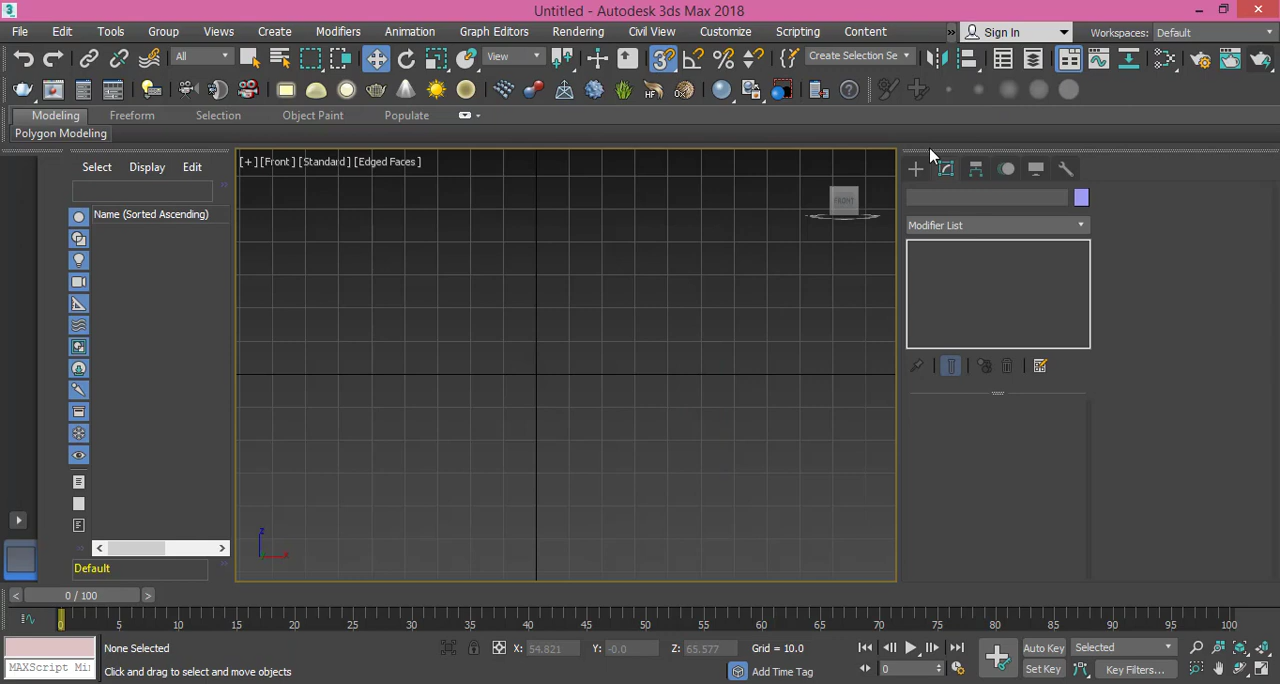 Untitled - Autodesk 3ds Max 2018
File Edit Tools Group Views Create Modifiers Animation Graph Editors Rendering Civil View Customize Scripting Content » Sign In Workspaces: Default
All View Create Selection Se
Modeling Freeform Selection Object Paint Populate
Polygon Modeling
Select Display Edit
[+] [Front ] [Standard ] [Edged Faces ]
FRONT
Name (Sorted Ascending)
Modifier List
z
x
Default
0 / 100
0 5 10 15 20 25 30 35 40 45 50 55 60 65 70 75 80 85 90 95 100
None Selected X: 54.821 Y: -0.0 Z: 65.577 Grid = 10.0 Auto Key Selected
MAXScript Mi Click and drag to select and move objects Add Time Tag 0 Set Key Key Filters...